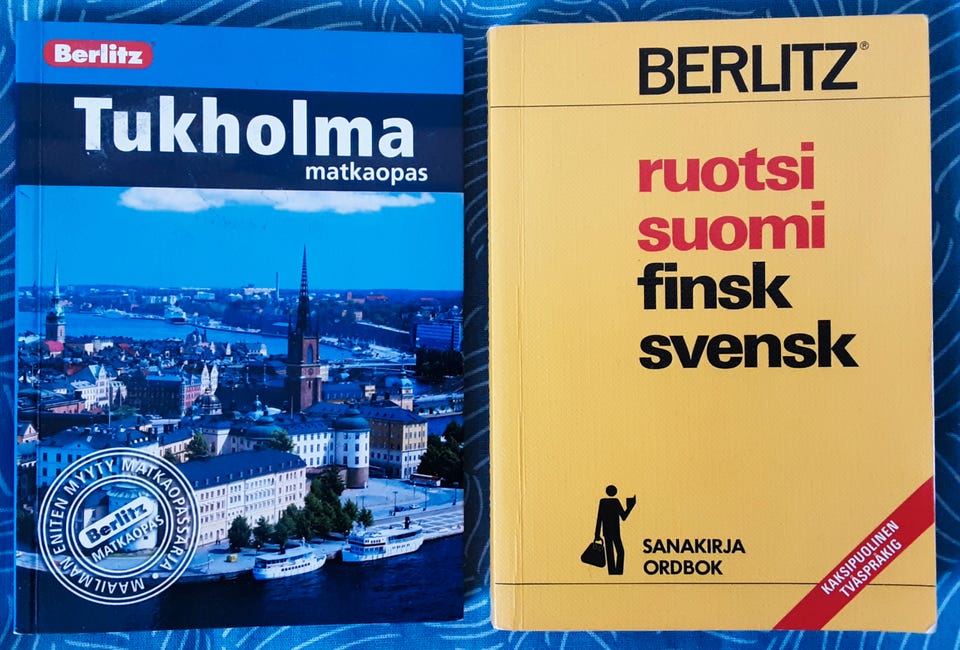 Berlitz
Tukholma
matkaopas
MAAILMAN ENITEN MYYTY MATKAOPASSARJA
Berlitz
MATKAOPAS
BERLITZ®
ruotsi
suomi
finsk
svensk
SANAKIRJA
ORDBOK
KAKSIPUOLINEN
TVÅSPRÅKIG